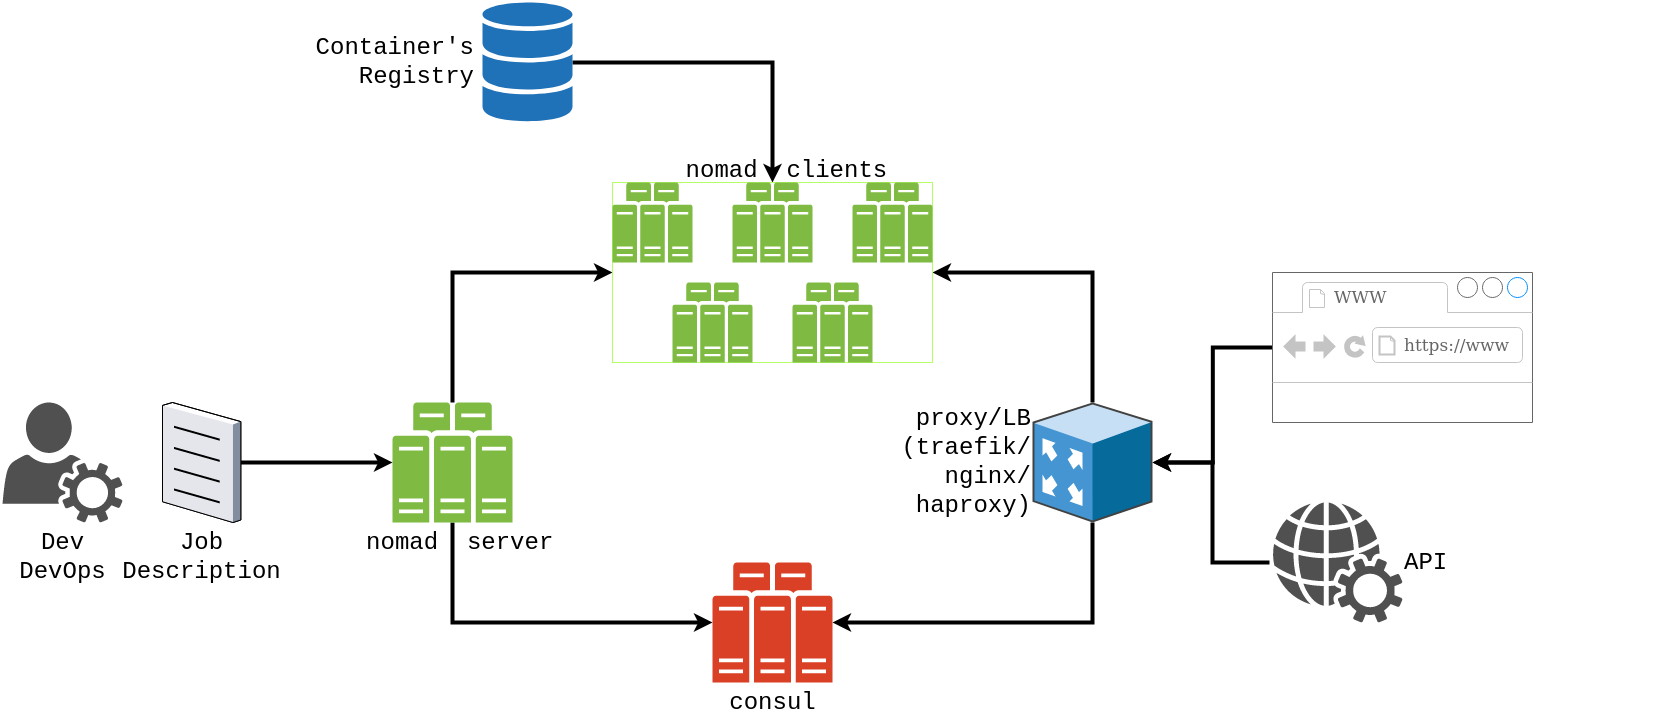 Container's
Registry
nomad clients
WWW
https://www
proxy/LB
(traefik/
nginx/
haproxy)
Dev
DevOps
Job
Description
nomad server
API
consul